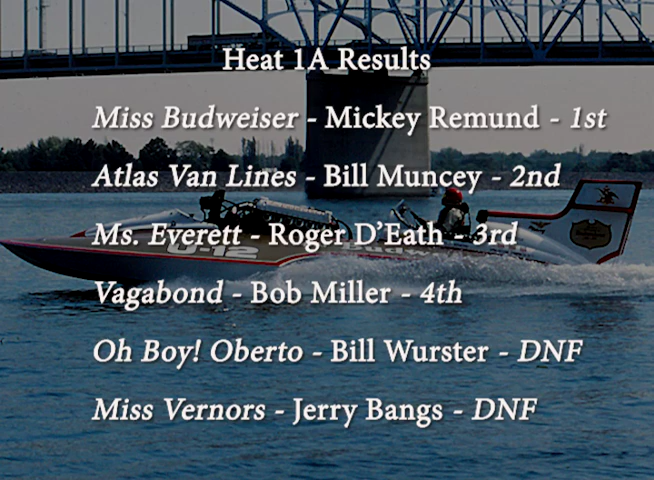 Heat 1A Results
Miss Budweiser - Mickey Remund - 1st
Atlas Van Lines - Bill Muncey - 2nd
Ms. Everett - Roger D'Eath - 3rd
U-12
Vagabond - Bob Miller - 4th
Oh Boy! Oberto - Bill Wurster - DNF
Miss Vernors - Jerry Bangs - DNF